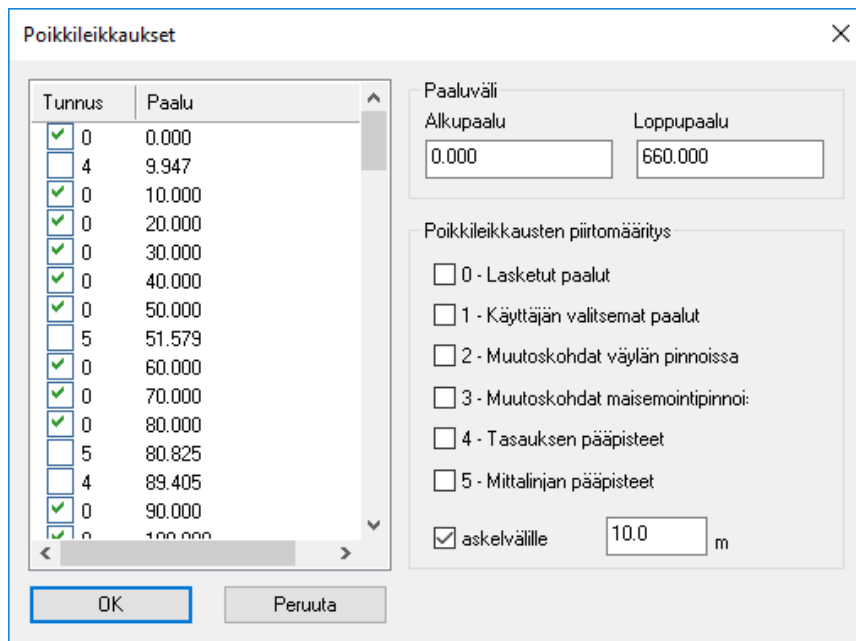 Poikkileikkaukset
Tunnus Paalu
0 0.000
4 9.947
0 10.000
0 20.000
0 30.000
0 40.000
0 50.000
5 51.579
0 60.000
0 70.000
0 80.000
5 80.825
4 89.405
0 90.000
0 100.000
Paaluväli
Alkupaalu Loppupaalu
0.000 660.000
Poikkileikkausten piirtomääritys
0 - Lasketut paalut
1 - Käyttäjän valitsemat paalut
2 - Muutoskohdat väylän pinnoissa
3 - Muutoskohdat maisemointipinnoi:
4 - Tasauksen pääpisteet
5 - Mittalinjan pääpisteet
askelvälille 10.0 m
OK Peruuta